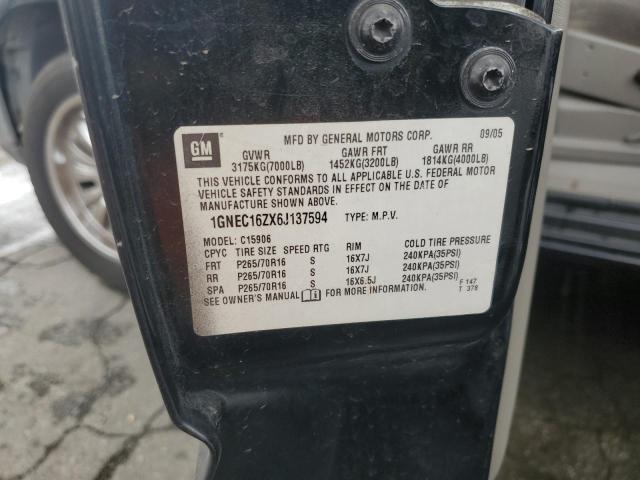 GM
MFD BY GENERAL MOTORS CORP. 09/05
GVWR GAWR FRT GAWR RR
3175KG(7000LB) 1452KG(3200LB) 1814KG(4000LB)
THIS VEHICLE CONFORMS TO ALL APPLICABLE U.S. FEDERAL MOTOR
VEHICLE SAFETY STANDARDS IN EFFECT ON THE DATE OF
MANUFACTURE SHOWN ABOVE.
1GNEC16ZX6J137594 TYPE: M.P.V.
MODEL: C15906
CPYC TIRE SIZE SPEED RTG RIM COLD TIRE PRESSURE
FRT P265/70R16 S 16X7J 240KPA(35PSI)
RR P265/70R16 S 16X7J 240KPA(35PSI)
SPA P265/70R16 S 16X6.5J 240KPA(35PSI)
SEE OWNER'S MANUAL FOR MORE INFORMATION
F 147
T 378